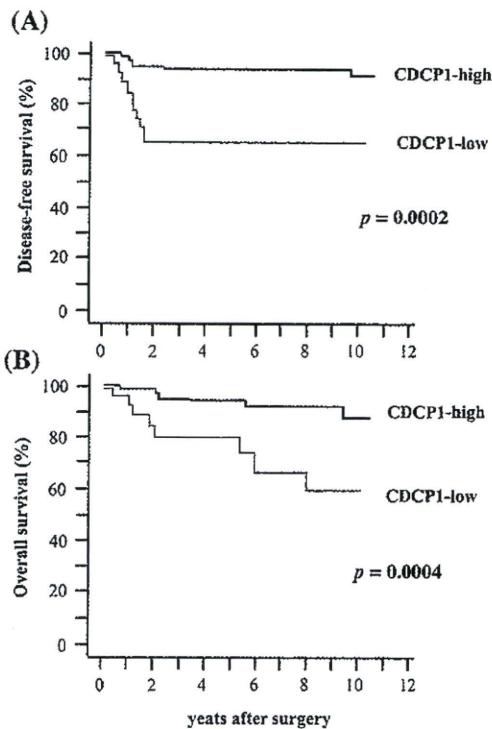 (A)
Disease-free survival (%)
100
80
60
40
20
0
CDCP1-high
CDCP1-low
p = 0.0002
0 2 4 6 8 10 12
(B)
Overall survival (%)
100
80
60
40
20
0
CDCP1-high
CDCP1-low
p = 0.0004
0 2 4 6 8 10 12
yeats after surgery